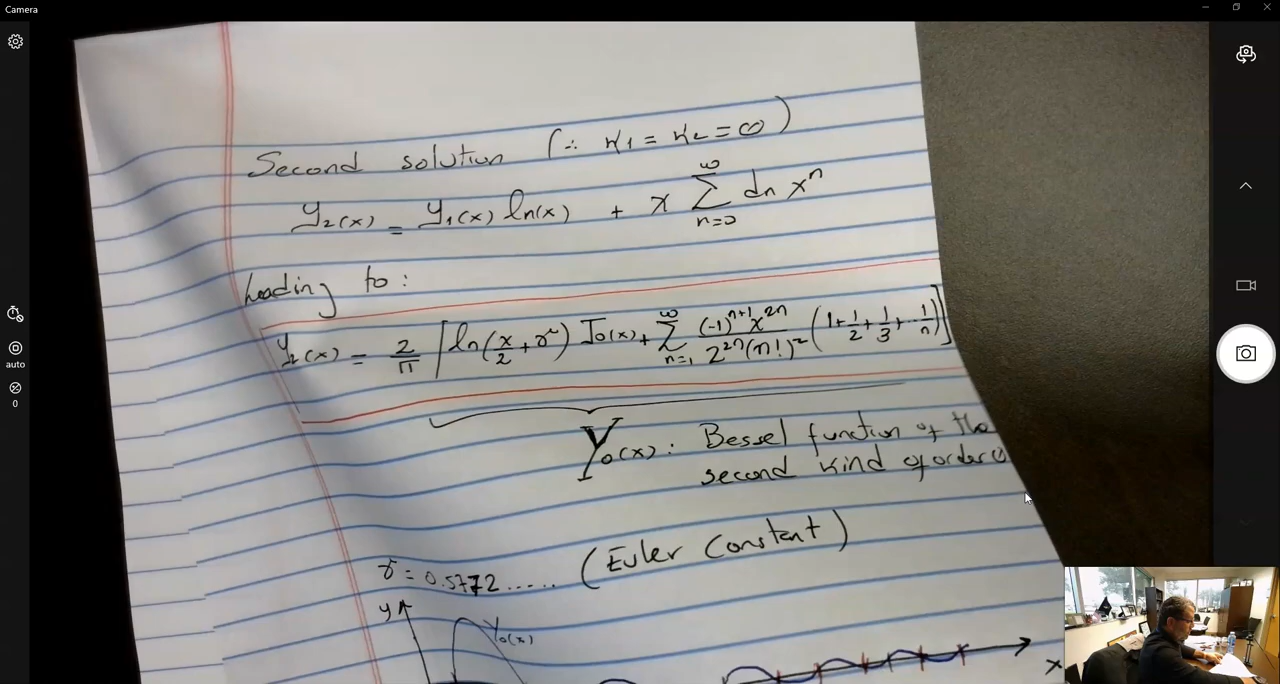 Camera
Second solution (∴ r1 = r2 = 0)
y2(x) = y1(x) ln(x) + x ∑_{n=0}^{∞} dn x^n
leading to:
y2(x) = 2/π [ln(x/2 + γ) J0(x) + ∑_{n=1}^{∞} (-1)^{n+1} x^{2n} / 2^{2n}(n!)^2 (1 + 1/2 + 1/3 + ... 1/n)]
Y0(x): Bessel function of the
second kind of order 0
γ = 0.5772..... (Euler Constant)
y
Y0(x)
x
auto
0